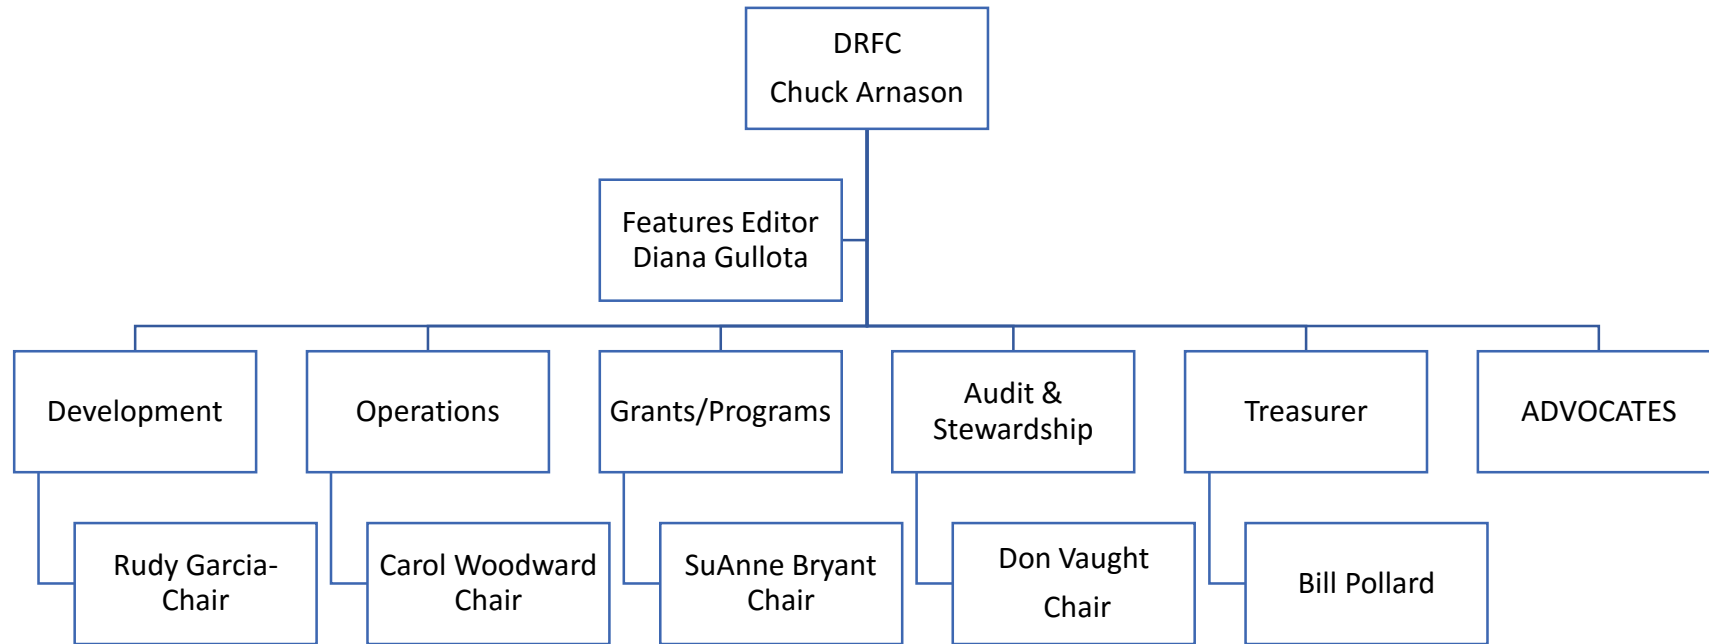 DRFC
Chuck Arnason
Features Editor
Diana Gullota
Development
Operations
Grants/Programs
Audit &
Stewardship
Treasurer
ADVOCATES
Rudy Garcia-
Chair
Carol Woodward
Chair
SuAnne Bryant
Chair
Don Vaught
Chair
Bill Pollard